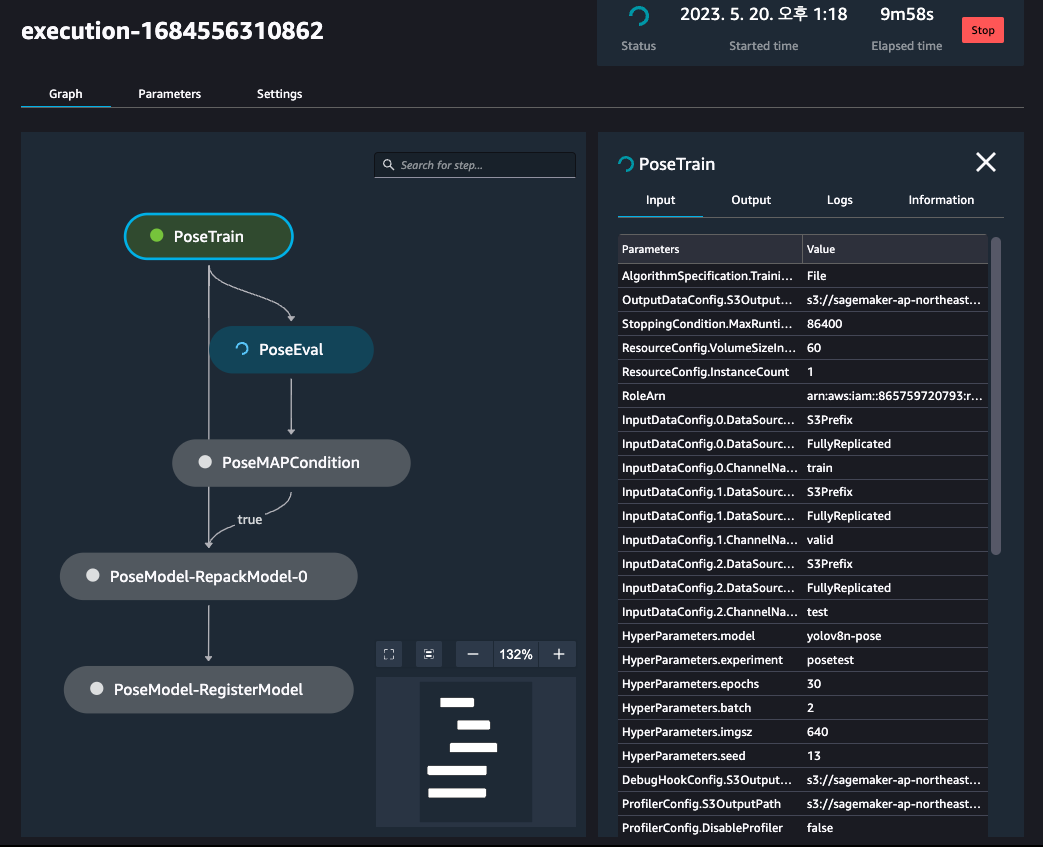 execution-1684556310862
2023. 5. 20. 오후 1:18
9m58s
Stop
Status
Started time
Elapsed time
Graph
Parameters
Settings
Search for step...
PoseTrain
PoseEval
PoseMAPCondition
true
PoseModel-RepackModel-0
PoseModel-RegisterModel
132%
PoseTrain
Input
Output
Logs
Information
Parameters Value
AlgorithmSpecification.Traini... File
OutputDataConfig.S3Output... s3://sagemaker-ap-northeast...
StoppingCondition.MaxRunti... 86400
ResourceConfig.VolumeSizeIn... 60
ResourceConfig.InstanceCount 1
RoleArn arn:aws:iam::865759720793:r...
InputDataConfig.0.DataSourc... S3Prefix
InputDataConfig.0.DataSourc... FullyReplicated
InputDataConfig.0.ChannelNa... train
InputDataConfig.1.DataSourc... S3Prefix
InputDataConfig.1.DataSourc... FullyReplicated
InputDataConfig.1.ChannelNa... valid
InputDataConfig.2.DataSourc... S3Prefix
InputDataConfig.2.DataSourc... FullyReplicated
InputDataConfig.2.ChannelNa... test
HyperParameters.model yolov8n-pose
HyperParameters.experiment posetest
HyperParameters.epochs 30
HyperParameters.batch 2
HyperParameters.imgsz 640
HyperParameters.seed 13
DebugHookConfig.S3Output... s3://sagemaker-ap-northeast...
ProfilerConfig.S3OutputPath s3://sagemaker-ap-northeast...
ProfilerConfig.DisableProfiler false